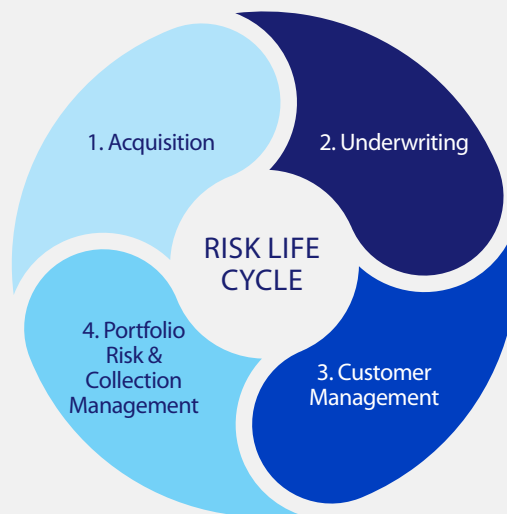 1. Acquisition
2. Underwriting
RISK LIFE
CYCLE
3. Customer
Management
4. Portfolio
Risk &
Collection
Management